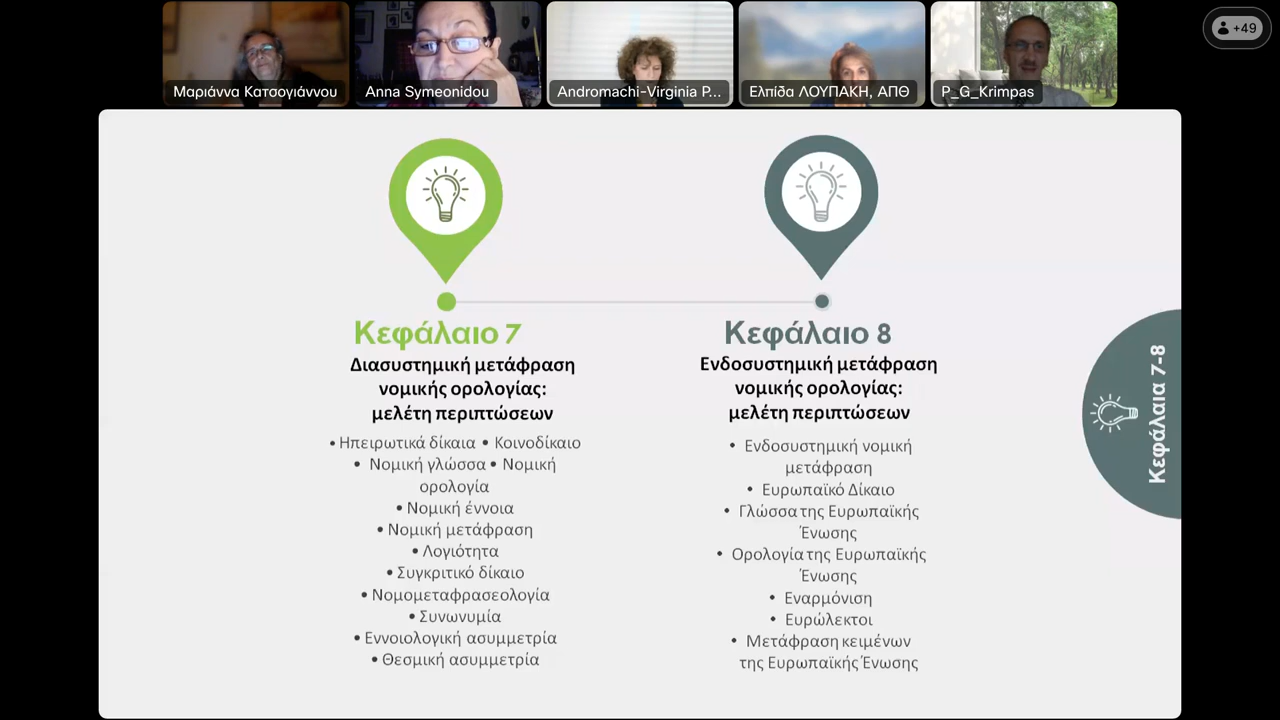 +49
Μαριάννα Κατσογιάννου
Anna Symeonidou
Andromachi-Virginia P...
Ελπίδα ΛΟΥΠΑΚΗ, ΑΠΘ
P_G_Krimpas
Κεφάλαιο 7
Διασυστημική μετάφραση
νομικής ορολογίας:
μελέτη περιπτώσεων
• Ηπειρωτικά δίκαια • Κοινοδίκαιο
• Νομική γλώσσα • Νομική
ορολογία
• Νομική έννοια
• Νομική μετάφραση
• Λογιότητα
• Συγκριτικό δίκαιο
• Νομομεταφρασεολογία
• Συνωνυμία
• Εννοιολογική ασυμμετρία
• Θεσμική ασυμμετρία
Κεφάλαιο 8
Ενδοσυστημική μετάφραση
νομικής ορολογίας:
μελέτη περιπτώσεων
• Ενδοσυστημική νομική
μετάφραση
• Ευρωπαϊκό Δίκαιο
• Γλώσσα της Ευρωπαϊκής
Ένωσης
• Ορολογία της Ευρωπαϊκής
Ένωσης
• Εναρμόνιση
• Ευρώλεκτοι
• Μετάφραση κειμένων
της Ευρωπαϊκής Ένωσης
Κεφάλαια 7-8